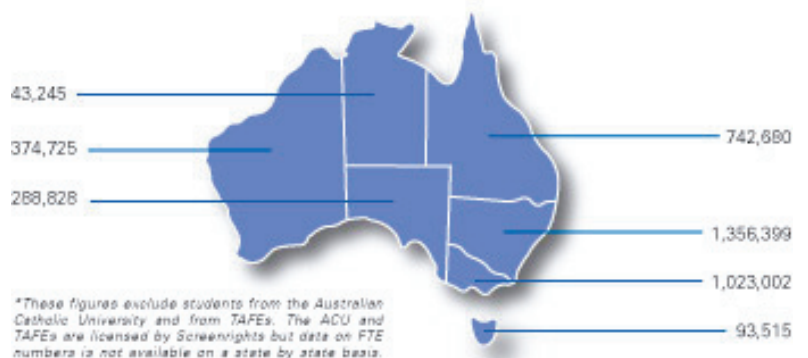 43,245
374,725
288,828
742,680
1,356,399
1,023,002
93,515
*These figures exclude students from the Australian
Catholic University and from TAFEs. The ACU and
TAFEs are licensed by Screenrights but data on FTE
numbers is not available on a state by state basis.